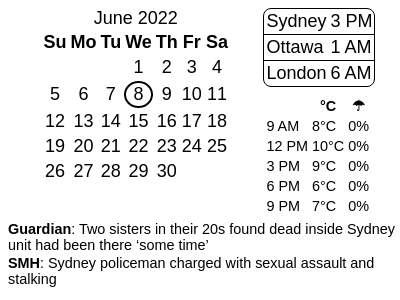 June 2022
Su Mo Tu We Th Fr Sa
1 2 3 4
5 6 7 8 9 10 11
12 13 14 15 16 17 18
19 20 21 22 23 24 25
26 27 28 29 30
Sydney 3 PM
Ottawa 1 AM
London 6 AM
°C ☂
9 AM 8°C 0%
12 PM 10°C 0%
3 PM 9°C 0%
6 PM 6°C 0%
9 PM 7°C 0%
Guardian: Two sisters in their 20s found dead inside Sydney
unit had been there ‘some time’
SMH: Sydney policeman charged with sexual assault and
stalking